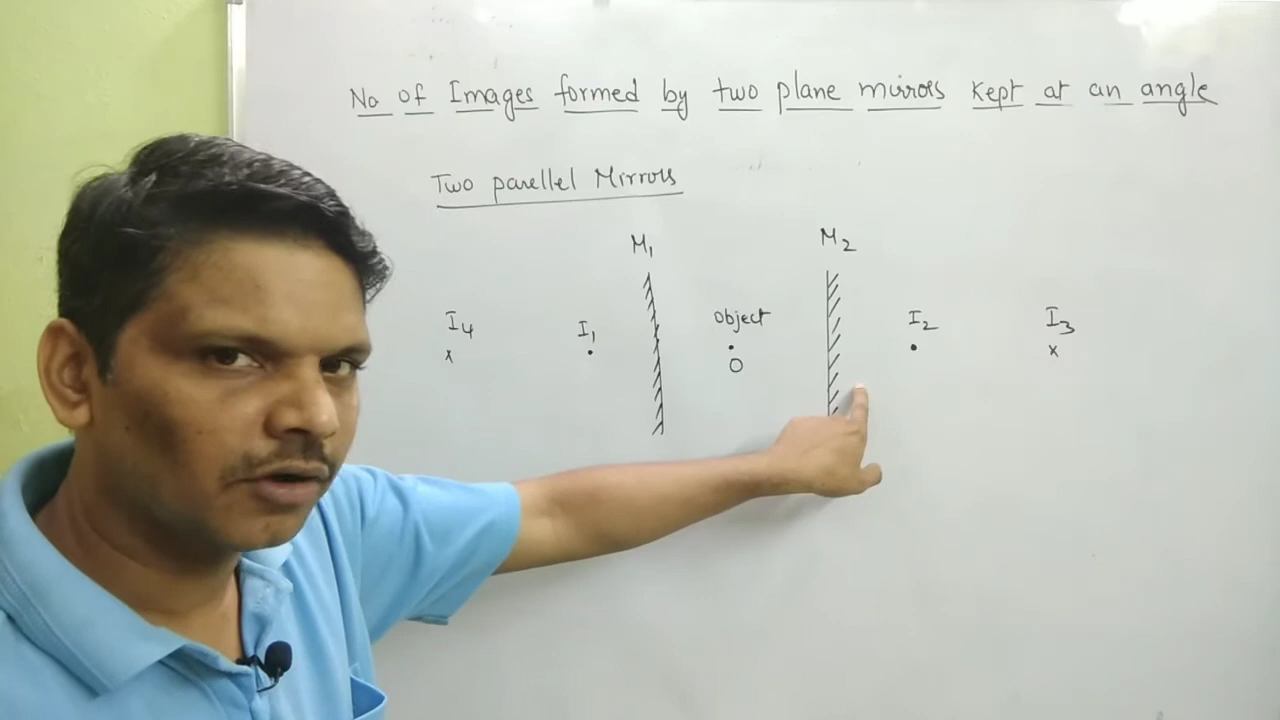 No of Images formed by two plane mirrors kept at an angle
Two parellel Mirrors
M1 M2
I4 I1 object I2 I3
O